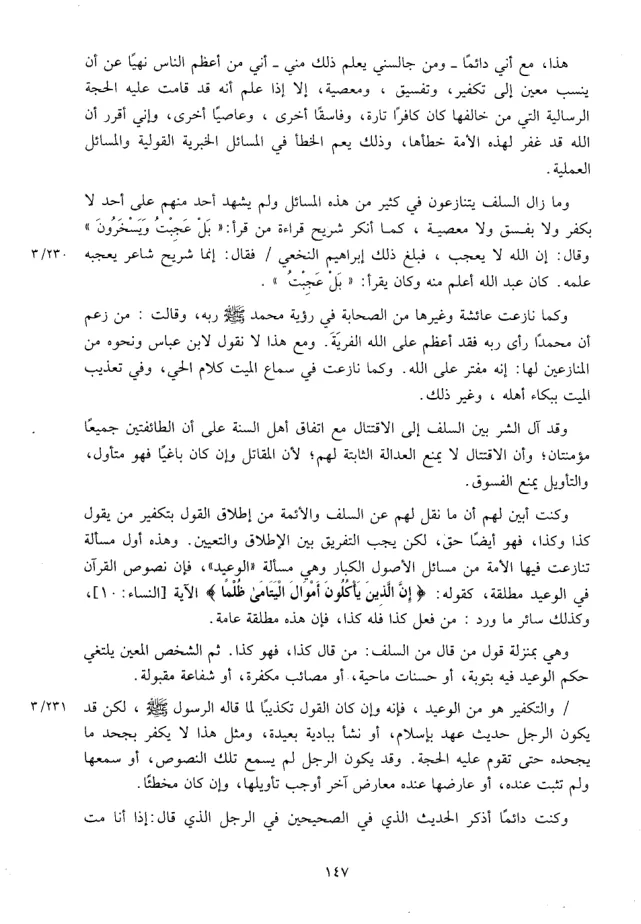 هذا، مع أني دائمًا ـ ومن جالسني يعلم ذلك مني ـ أني من أعظم الناس نهيًا عن أن
ينسب معين إلى تكفير، وتفسيق ، ومعصية، إلا إذا علم أنه قد قامت عليه الحجة
الرسالية التي من خالفها كان كافرًا تارة، وفاسقًا أخرى ، وعاصيًا أخرى، وإني أقرر أن
الله قد غفر لهذه الأمة خطأها، وذلك يعم الخطأ في المسائل الخبرية القولية والمسائل
العملية.
وما زال السلف يتنازعون في كثير من هذه المسائل ولم يشهد أحد منهم على أحد لا
بكفر ولا بفسق ولا معصية ، كما أنكر شريح قراءة من قرأ: « بَلْ عَجِبْتُ وَيَسْخَرُونَ »
وقال: إن الله لا يعجب ، فبلغ ذلك إبراهيم النخعي / فقال: إنما شريح شاعر يعجبه ٣/٢٣٠
علمه. كان عبد الله أعلم منه وكان يقرأ: « بَلْ عَجِبْتُ » .
وكما نازعت عائشة وغيرها من الصحابة في رؤية محمد ﷺ ربه، وقالت : من زعم
أن محمدًا رأى ربه فقد أعظم على الله الفريَة. ومع هذا لا نقول لابن عباس ونحوه من
المنازعين لها: إنه مفتر على الله. وكما نازعت في سماع الميت كلام الحي، وفي تعذيب
الميت ببكاء أهله ، وغير ذلك.
وقد آل الشر بين السلف إلى الاقتتال مع اتفاق أهل السنة على أن الطائفتين جميعًا
مؤمنتان؛ وأن الاقتتال لا يمنع العدالة الثابتة لهم؛ لأن المقاتل وإن كان باغيًا فهو متأول،
والتأويل يمنع الفسوق.
وكنت أبين لهم أن ما نقل لهم عن السلف والأئمة من إطلاق القول بتكفير من يقول
كذا وكذا، فهو أيضًا حق، لكن يجب التفريق بين الإطلاق والتعيين. وهذه أول مسألة
تنازعت فيها الأمة من مسائل الأصول الكبار وهي مسألة «الوعيد»، فإن نصوص القرآن
في الوعيد مطلقة، كقوله: ﴿ إِنَّ الَّذِينَ يَأْكُلُونَ أَمْوَالَ الْيَتَامَىٰ ظُلْمًا ﴾ الآية [النساء: ١٠]،
وكذلك سائر ما ورد : من فعل كذا فله كذا، فإن هذه مطلقة عامة.
وهي بمنزلة قول من قال من السلف: من قال كذا، فهو كذا. ثم الشخص المعين يلتغي
حكم الوعيد فيه بتوبة، أو حسنات ماحية، أو مصائب مكفرة، أو شفاعة مقبولة.
/ والتكفير هو من الوعيد ، فإنه وإن كان القول تكذيبًا لما قاله الرسول ﷺ ، لكن قد ٣/٢٣١
يكون الرجل حديث عهد بإسلام، أو نشأ ببادية بعيدة، ومثل هذا لا يكفر بجحد ما
يجحده حتى تقوم عليه الحجة. وقد يكون الرجل لم يسمع تلك النصوص، أو سمعها
ولم تثبت عنده، أو عارضها عنده معارض آخر أوجب تأويلها، وإن كان مخطئًا.
وكنت دائمًا أذكر الحديث الذي في الصحيحين في الرجل الذي قال: إذا أنا مت
١٤٧